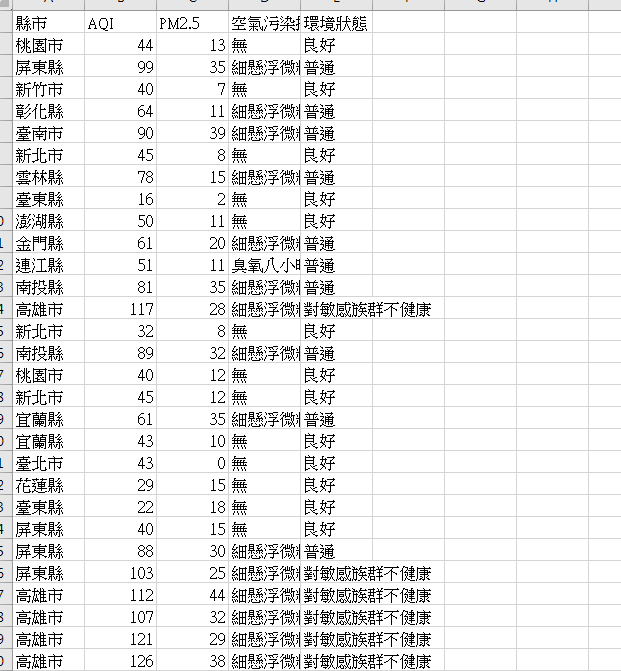 縣市 AQI PM2.5 空氣污染 環境狀態
桃園市 44 13 無 良好
屏東縣 99 35 細懸浮微 普通
新竹市 40 7 無 良好
彰化縣 64 11 細懸浮微 普通
臺南市 90 39 細懸浮微 普通
新北市 45 8 無 良好
雲林縣 78 15 細懸浮微 普通
臺東縣 16 2 無 良好
澎湖縣 50 11 無 良好
金門縣 61 20 細懸浮微 普通
連江縣 51 11 臭氧八小 普通
南投縣 81 35 細懸浮微 普通
高雄市 117 28 細懸浮微 對敏感族群不健康
新北市 32 8 無 良好
南投縣 89 32 細懸浮微 普通
桃園市 40 12 無 良好
新北市 45 12 無 良好
宜蘭縣 61 35 細懸浮微 普通
宜蘭縣 43 10 無 良好
臺北市 43 0 無 良好
花蓮縣 29 15 無 良好
臺東縣 22 18 無 良好
屏東縣 40 15 無 良好
屏東縣 88 30 細懸浮微 普通
屏東縣 103 25 細懸浮微 對敏感族群不健康
高雄市 112 44 細懸浮微 對敏感族群不健康
高雄市 107 32 細懸浮微 對敏感族群不健康
高雄市 121 29 細懸浮微 對敏感族群不健康
高雄市 126 38 細懸浮微 對敏感族群不健康